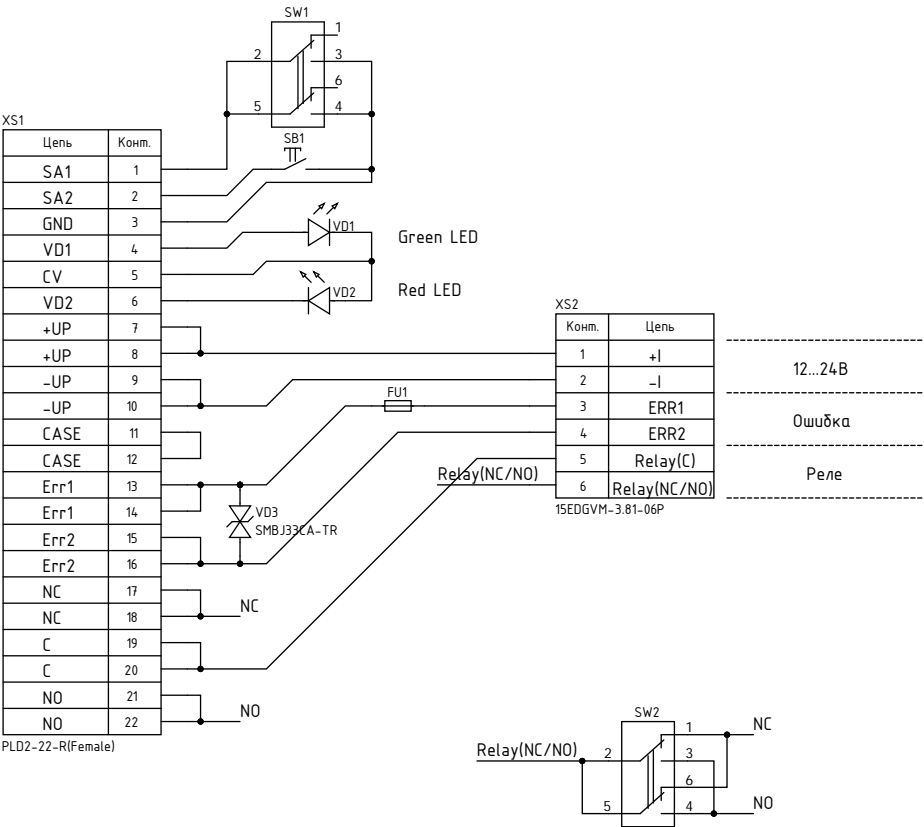 SW1
1
2 3
6
5 4
SB1
XS1
Цепь Конт.
SA1 1
SA2 2
GND 3
VD1 4
CV 5
VD2 6
+UP 7
+UP 8
-UP 9
-UP 10
CASE 11
CASE 12
Err1 13
Err1 14
Err2 15
Err2 16
NC 17
NC 18
C 19
C 20
NO 21
NO 22
PLD2-22-R(Female)
VD1
Green LED
VD2
Red LED
FU1
VD3
SMBJ33CA-TR
NC
NO
Relay(NC/NO)
XS2
Конт. Цепь
1 +I
2 -I
3 ERR1
4 ERR2
5 Relay(C)
6 Relay(NC/NO)
15EDGVM-3.81-06P
12...24В
Ошибка
Реле
SW2
Relay(NC/NO)
1 NC
2 3
6
5 4 NO